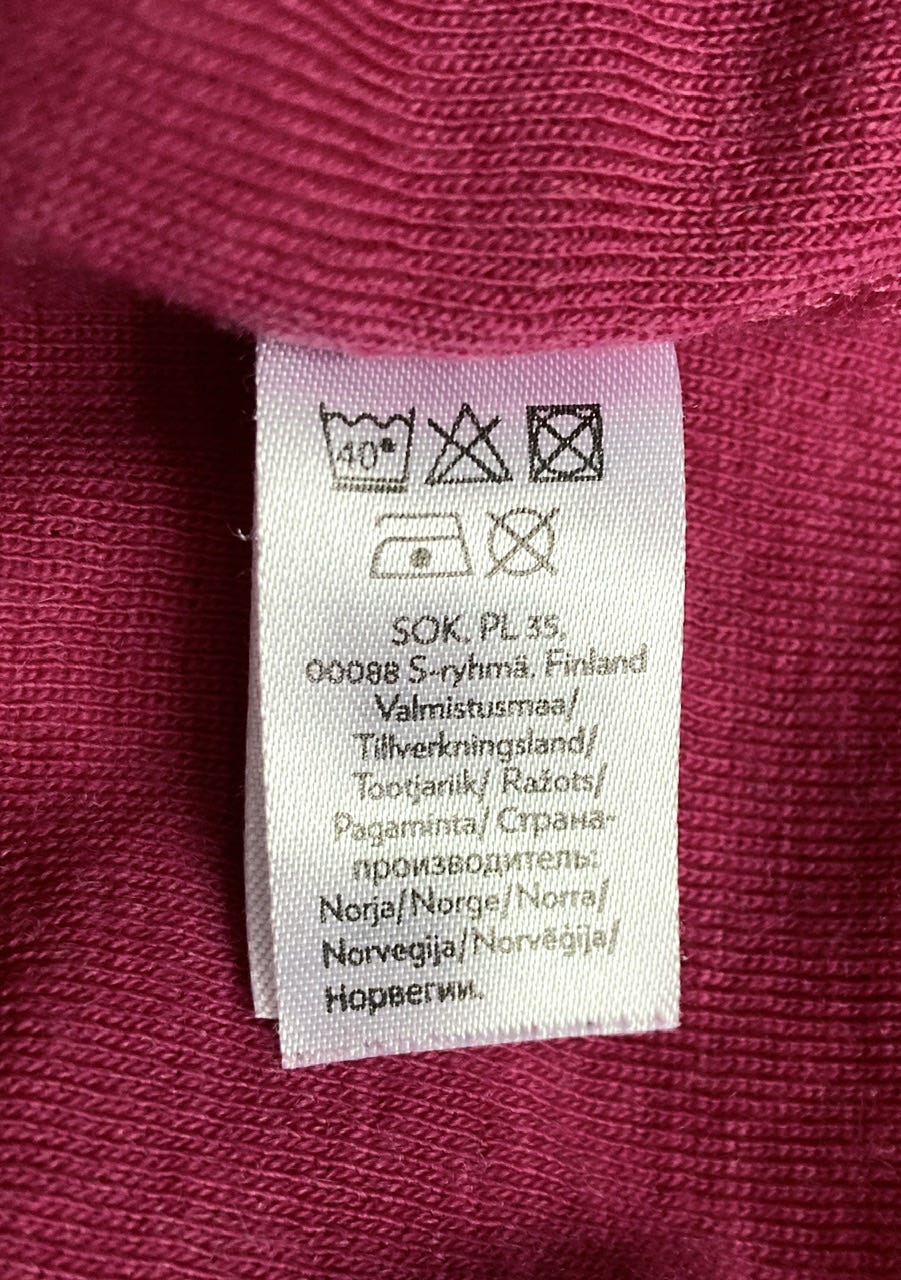 40°
SOK, PL 35,
00088 S-ryhmä, Finland
Valmistusmaa/
Tillverkningsland/
Tootjariik/ Ražots/
Pagaminta/ Страна-
производитель:
Norja/Norge/Norra/
Norvegija/Norvēģija/
Норвегии.